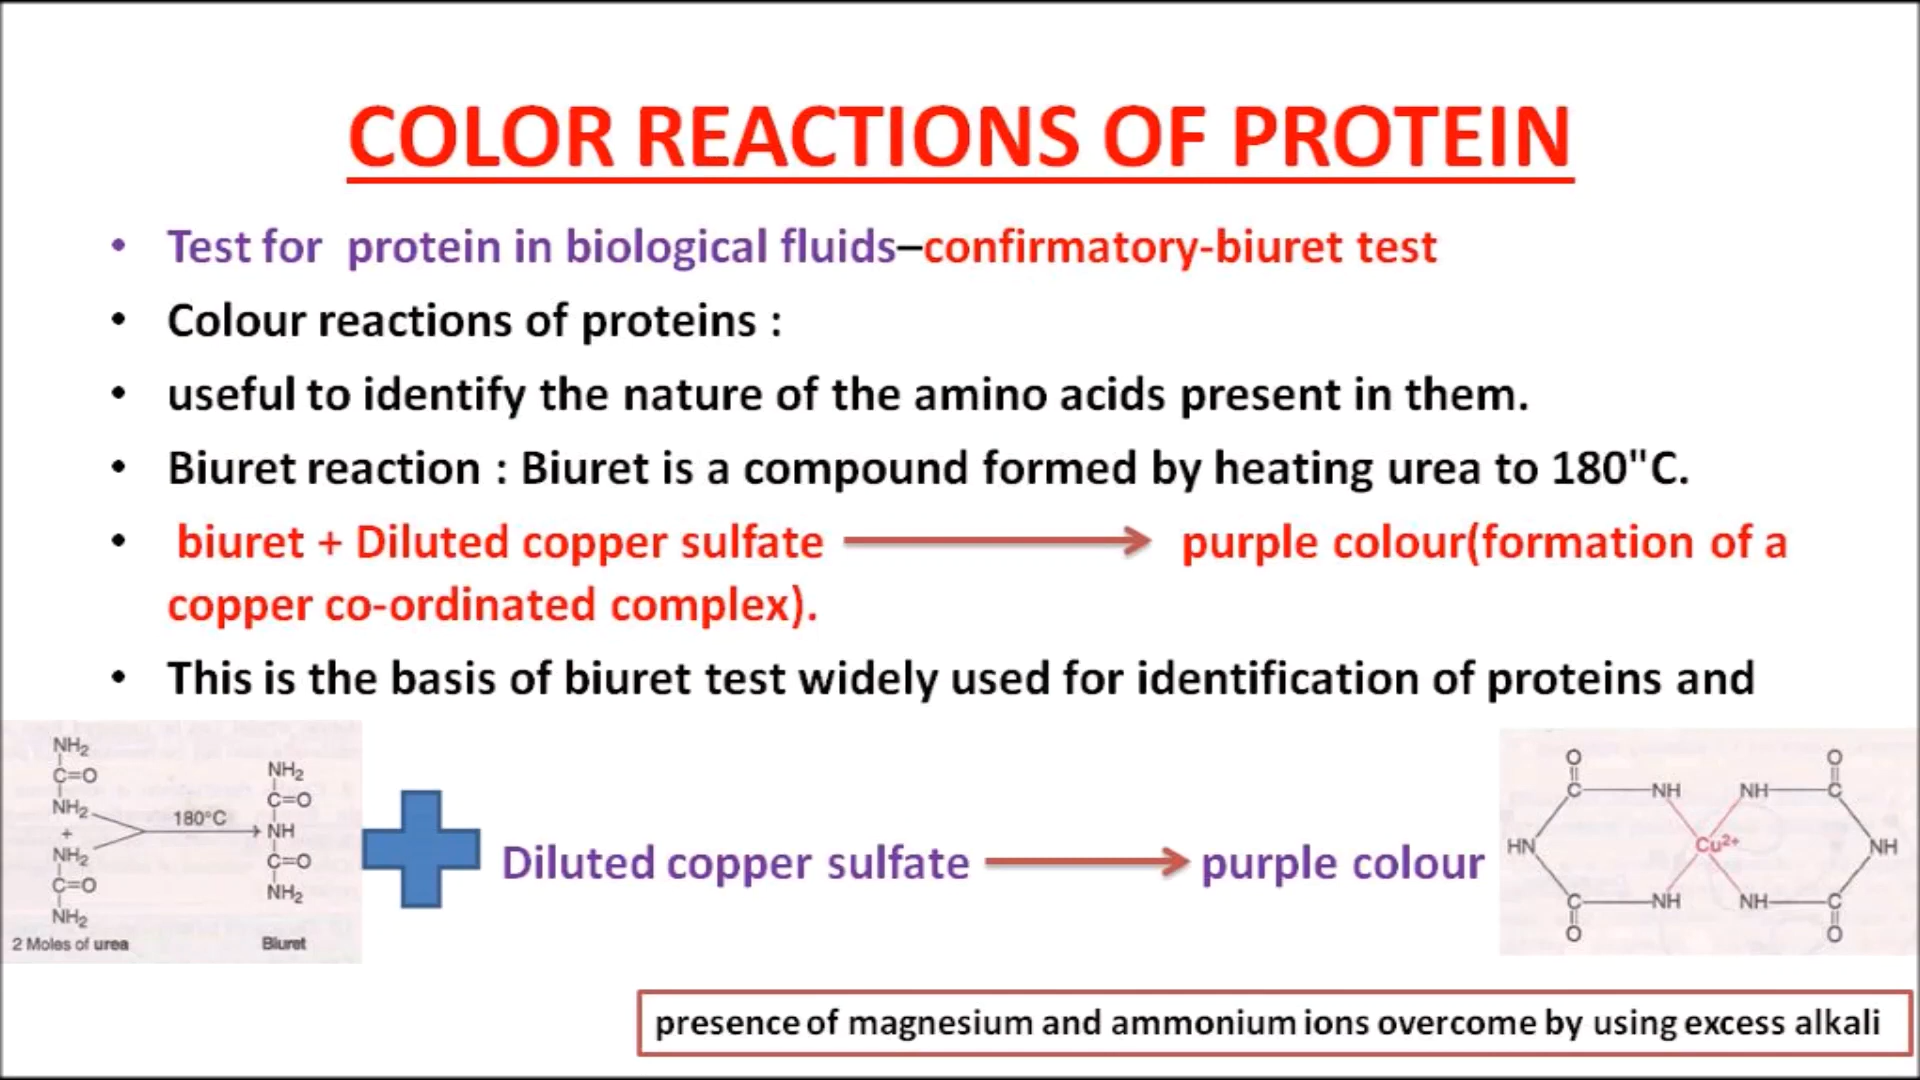 COLOR REACTIONS OF PROTEIN
• Test for protein in biological fluids–confirmatory-biuret test
• Colour reactions of proteins :
• useful to identify the nature of the amino acids present in them.
• Biuret reaction : Biuret is a compound formed by heating urea to 180"C.
• biuret + Diluted copper sulfate → purple colour(formation of a
copper co-ordinated complex).
• This is the basis of biuret test widely used for identification of proteins and
NH₂
C=O
NH₂
+
NH₂
C=O
NH₂
2 Moles of urea
180°C
NH₂
C=O
NH
C=O
NH₂
Biuret
Diluted copper sulfate → purple colour
O O
C NH NH C
HN Cu²⁺ NH
C NH NH C
O O
presence of magnesium and ammonium ions overcome by using excess alkali